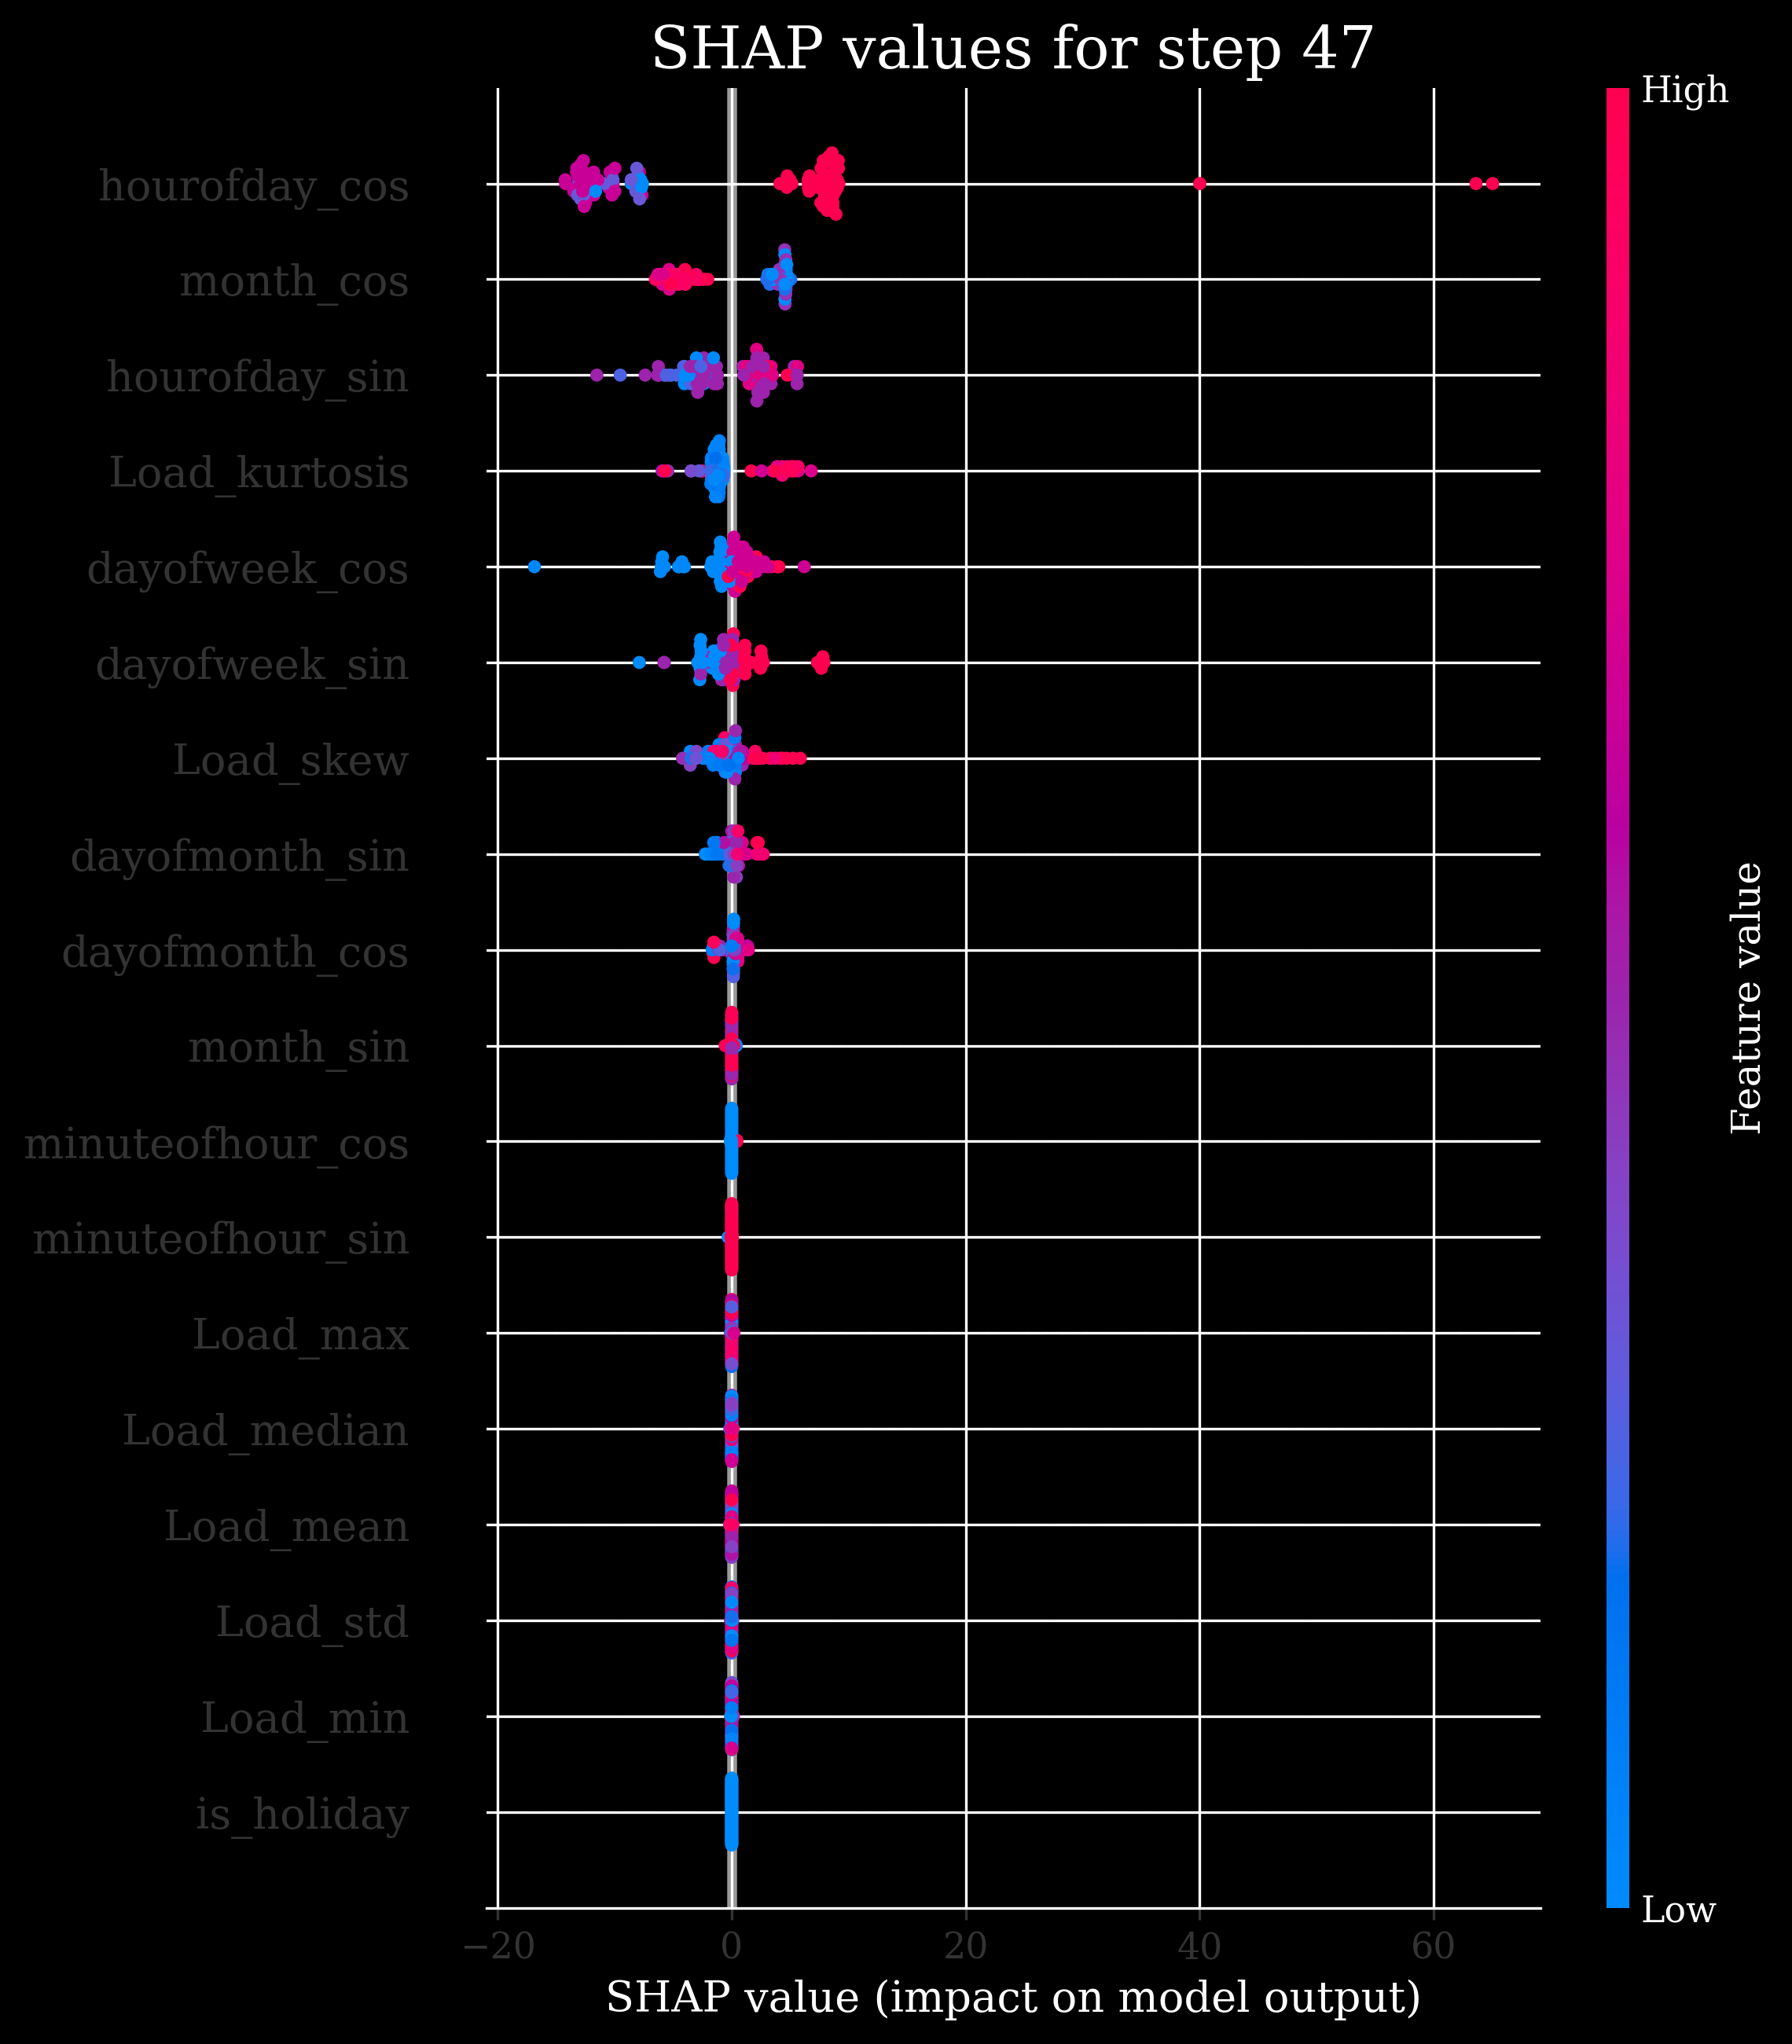 SHAP values for step 47
High
hourofday_cos
month_cos
hourofday_sin
Load_kurtosis
dayofweek_cos
dayofweek_sin
Load_skew
dayofmonth_sin
dayofmonth_cos
month_sin
minuteofhour_cos
minuteofhour_sin
Load_max
Load_median
Load_mean
Load_std
Load_min
is_holiday
Feature value
Low
−20 0 20 40 60
SHAP value (impact on model output)